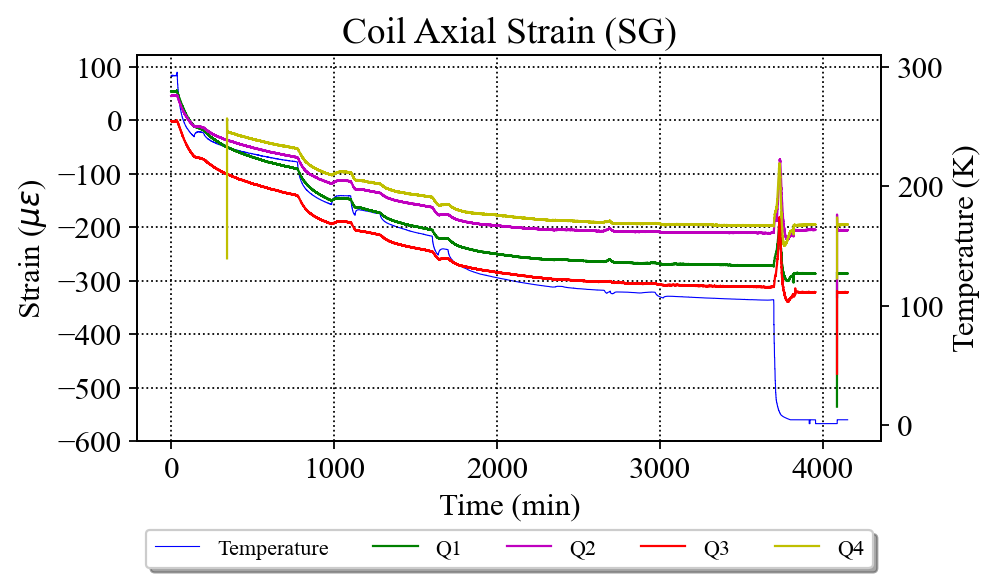 Coil Axial Strain (SG)
100
0
−100
−200
−300
−400
−500
−600
Strain (με)
300
200
100
0
Temperature (K)
0 1000 2000 3000 4000
Time (min)
Temperature Q1 Q2 Q3 Q4